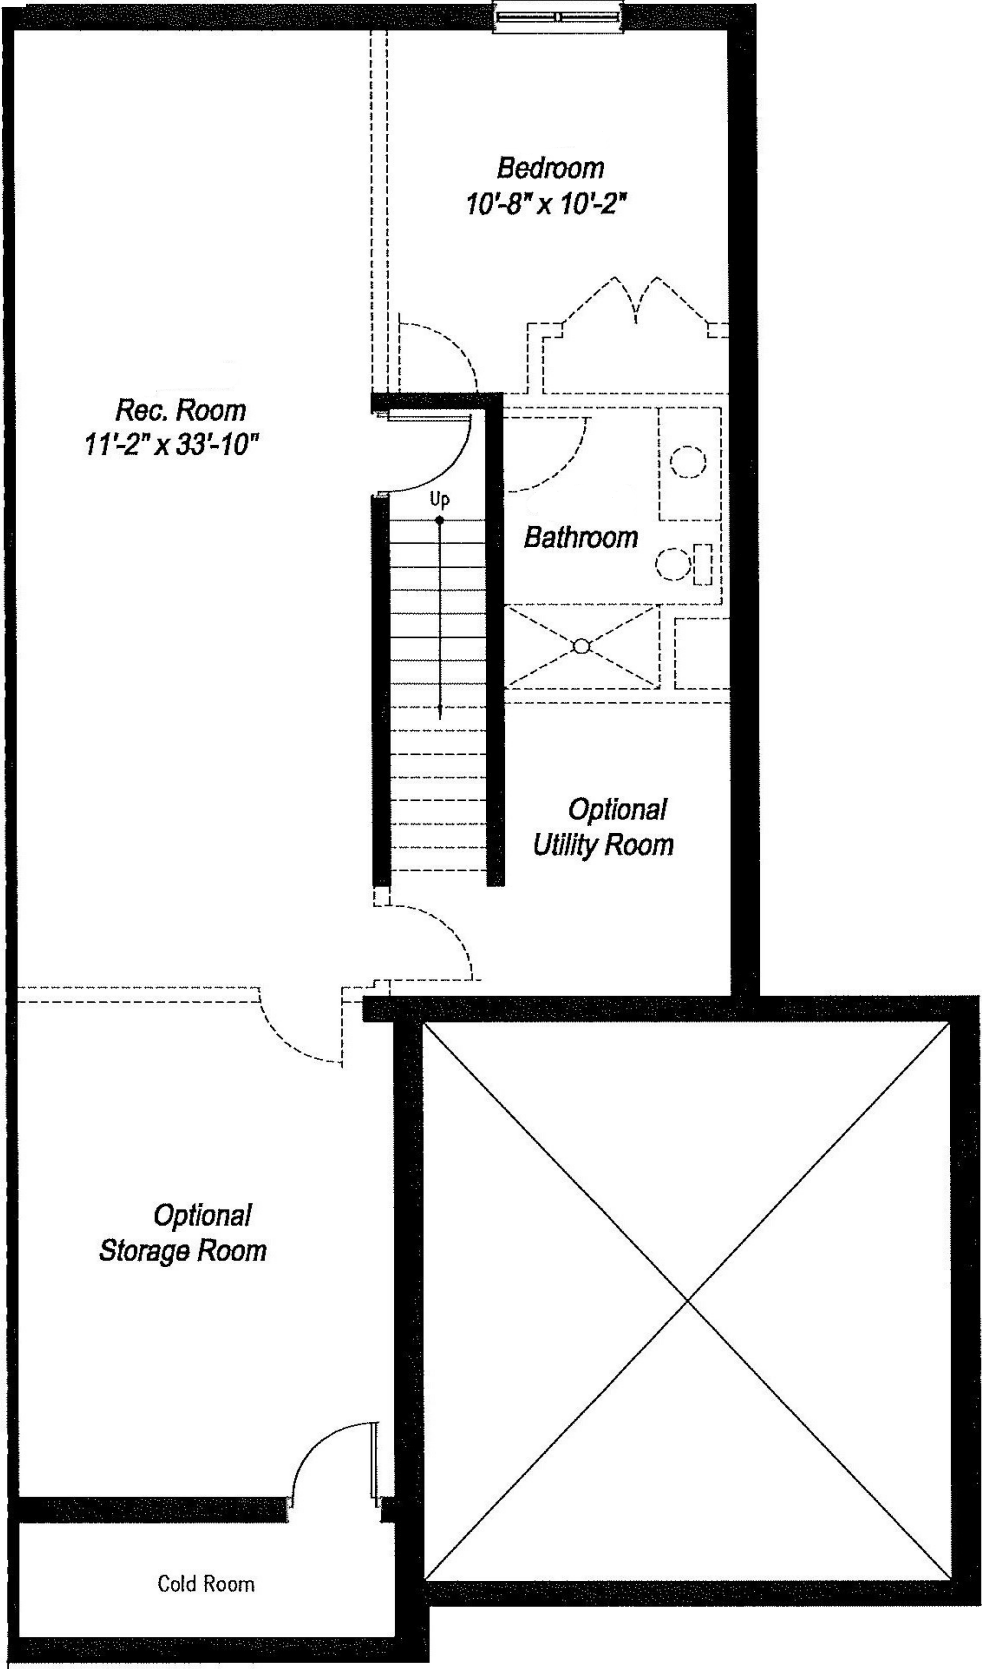 Bedroom
10'-8" x 10'-2"
Rec. Room
11'-2" x 33'-10"
Up
Bathroom
Optional
Utility Room
Optional
Storage Room
Cold Room